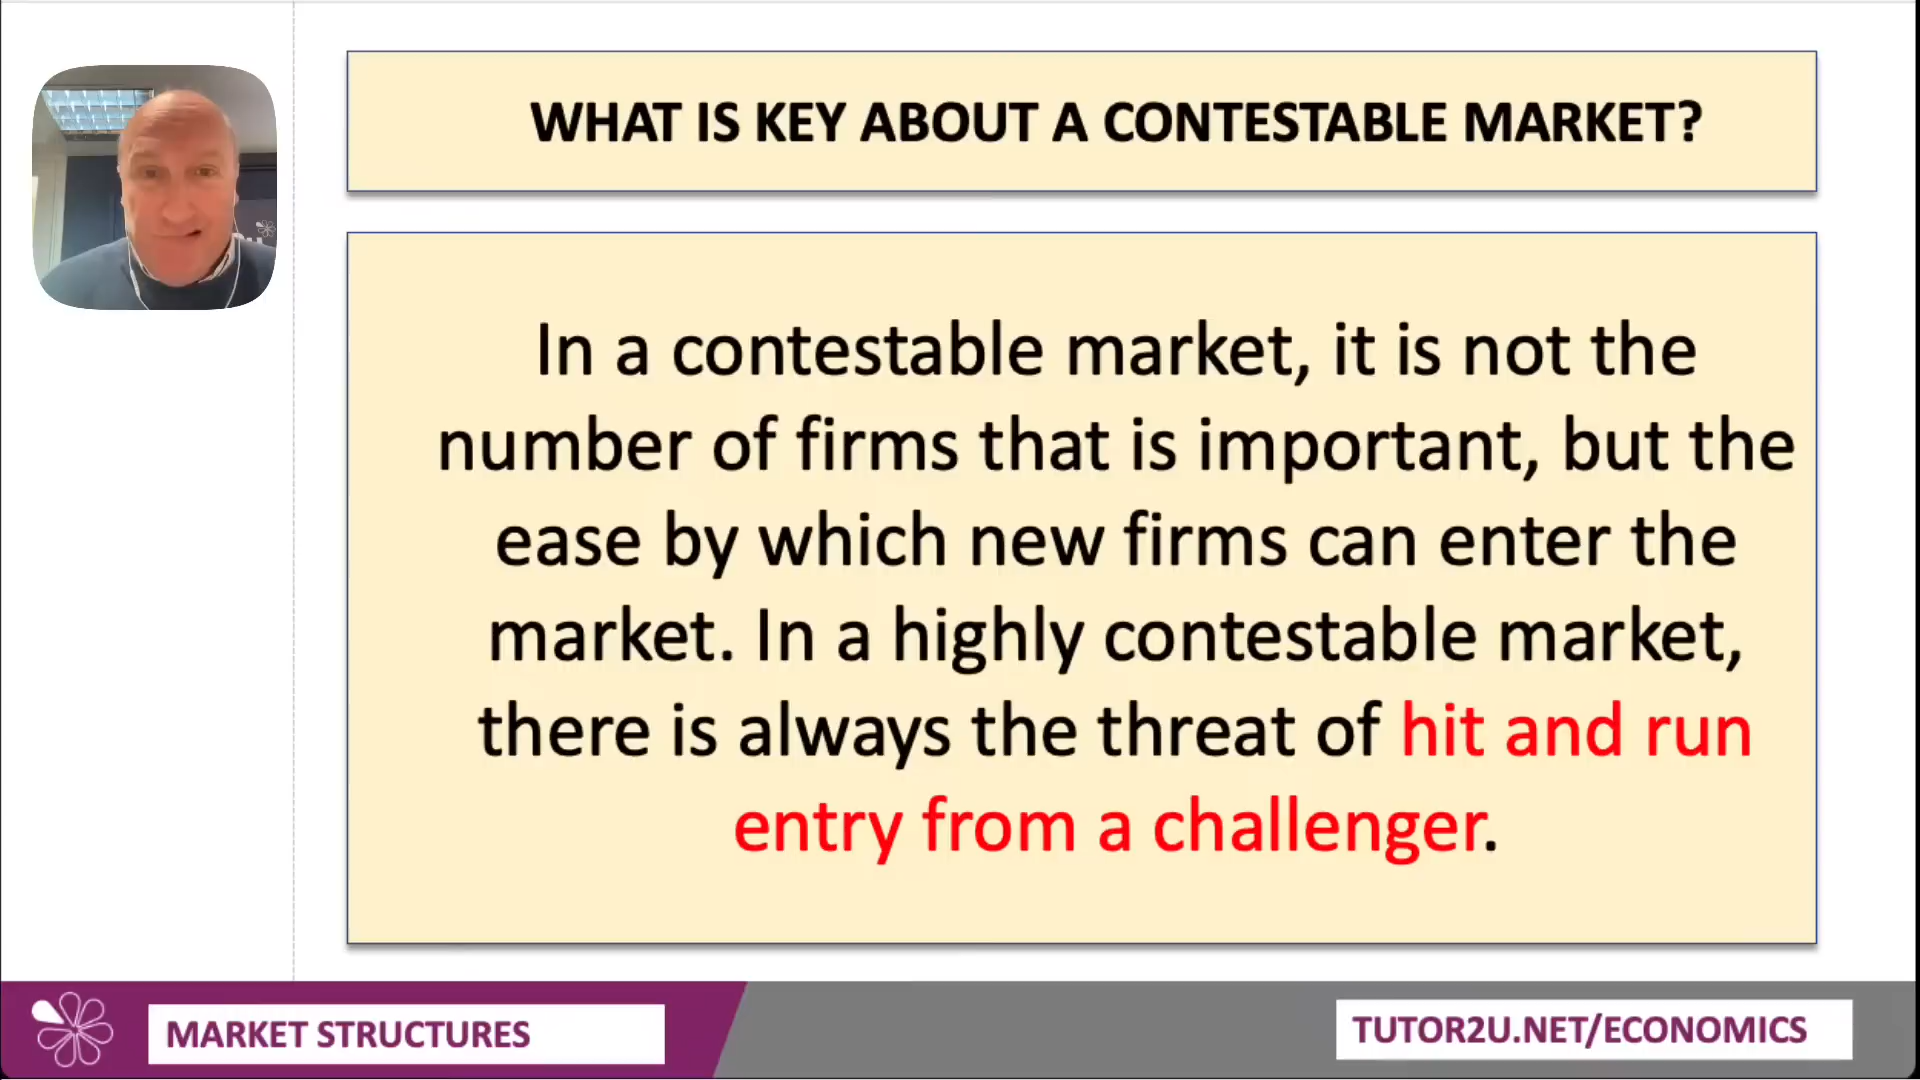 WHAT IS KEY ABOUT A CONTESTABLE MARKET?
In a contestable market, it is not the
number of firms that is important, but the
ease by which new firms can enter the
market. In a highly contestable market,
there is always the threat of hit and run
entry from a challenger.
MARKET STRUCTURES
TUTOR2U.NET/ECONOMICS